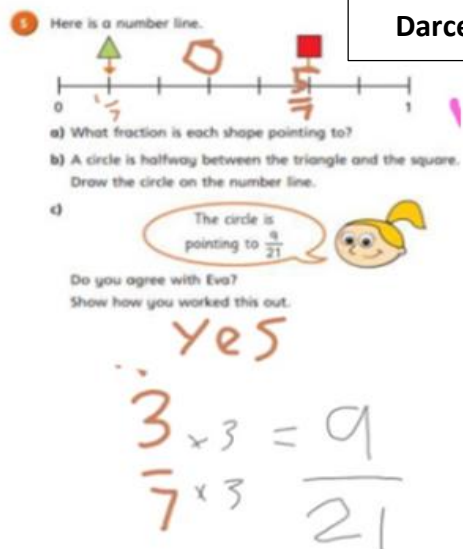 5 Here is a number line.
Darce
0 1/7 5/7 1
a) What fraction is each shape pointing to?
b) A circle is halfway between the triangle and the square.
Draw the circle on the number line.
c)
The circle is
pointing to 9/21
Do you agree with Eva?
Show how you worked this out.
yes
3/7 × 3 = 9
× 3 21